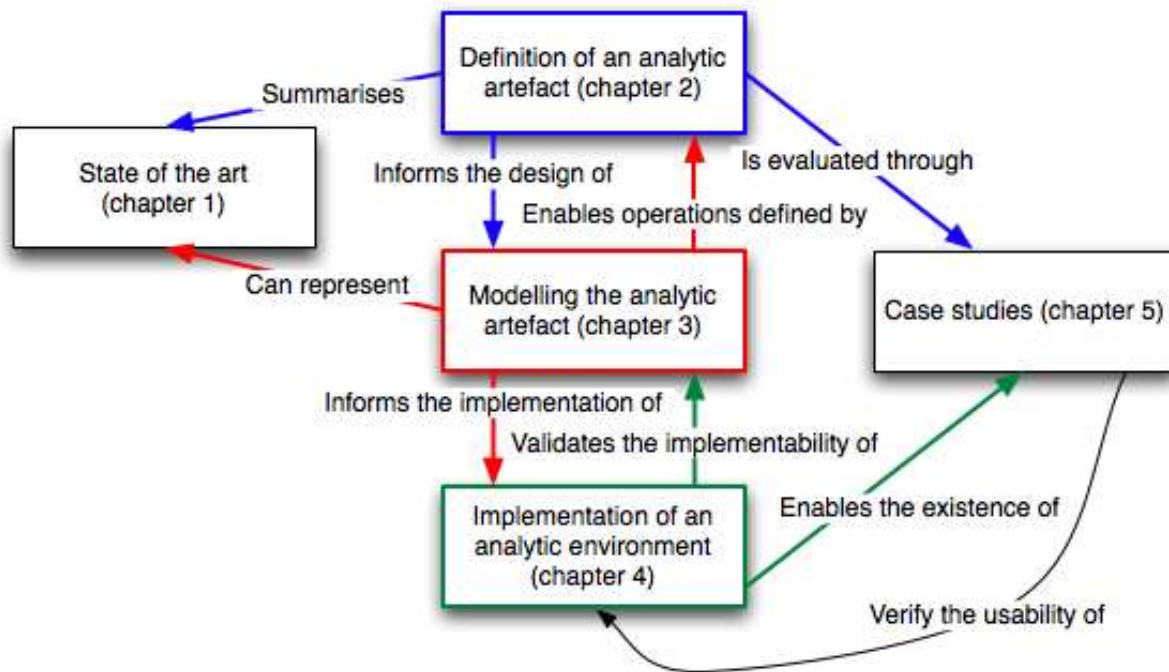 Definition of an analytic
artefact (chapter 2)
Summarises
State of the art
(chapter 1)
Informs the design of
Is evaluated through
Enables operations defined by
Can represent
Modelling the analytic
artefact (chapter 3)
Case studies (chapter 5)
Informs the implementation of
Validates the implementability of
Implementation of an
analytic environment
(chapter 4)
Enables the existence of
Verify the usability of